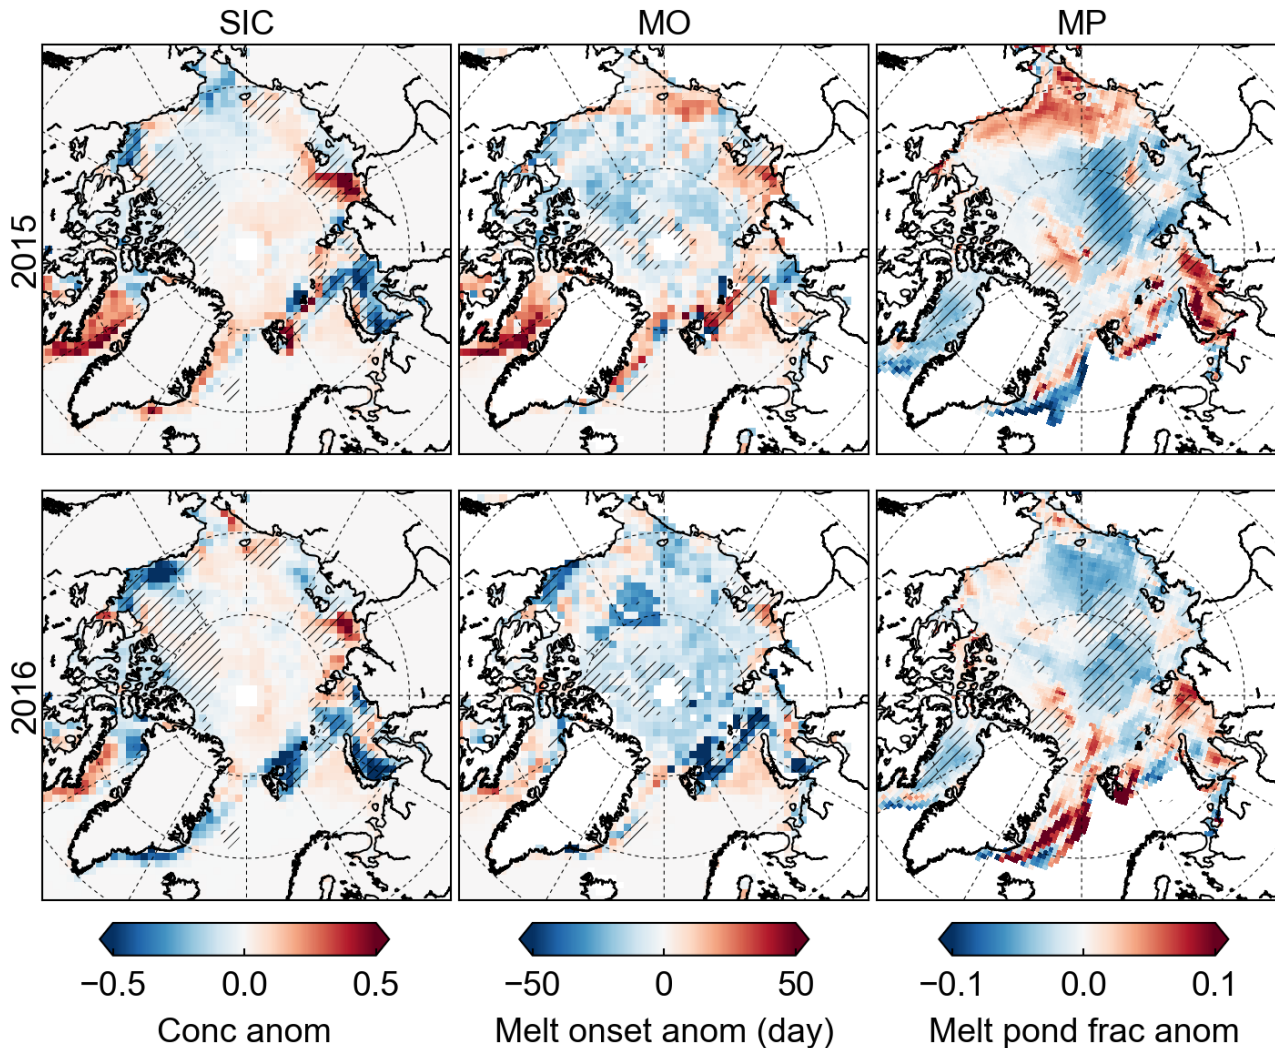 SIC MO MP
2015
2016
−0.5 0.0 0.5 −50 0 50 −0.1 0.0 0.1
Conc anom Melt onset anom (day) Melt pond frac anom